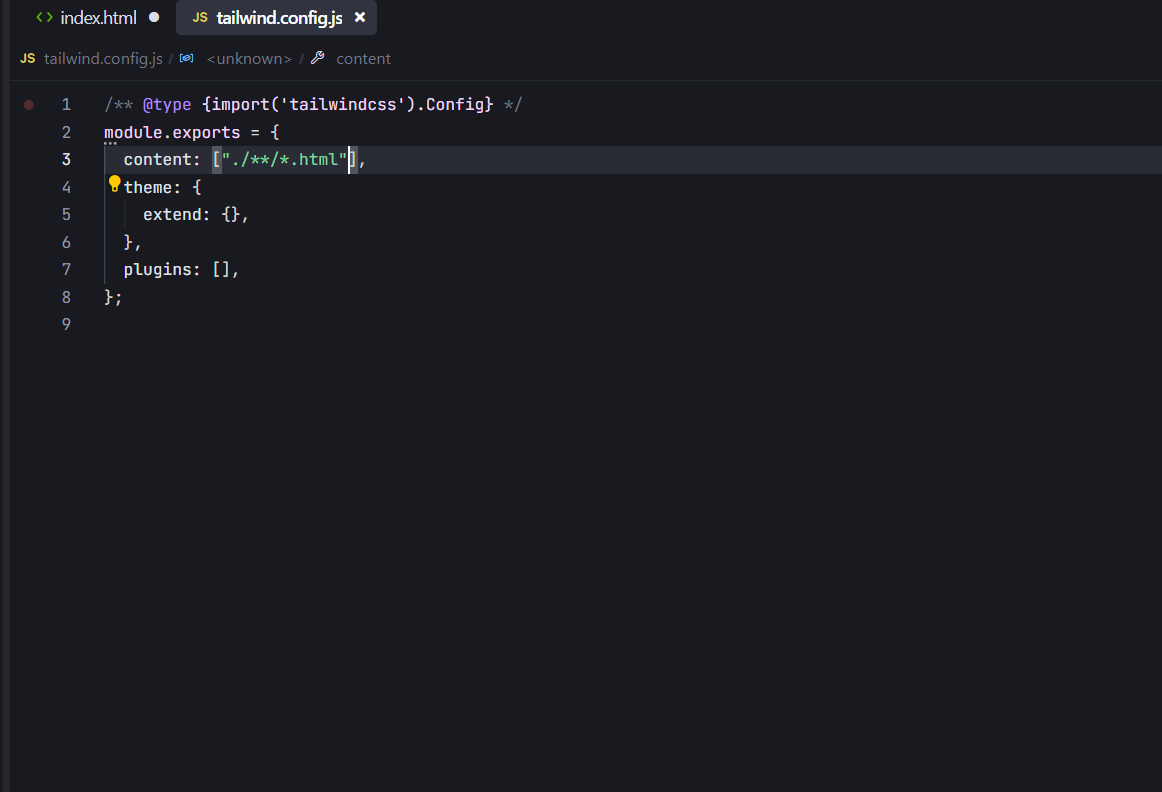 index.html
JS tailwind.config.js
JS tailwind.config.js / <unknown> / content
1 /** @type {import('tailwindcss').Config} */
2 module.exports = {
3 content: ["./**/*.html"],
4 theme: {
5 extend: {},
6 },
7 plugins: [],
8 };
9